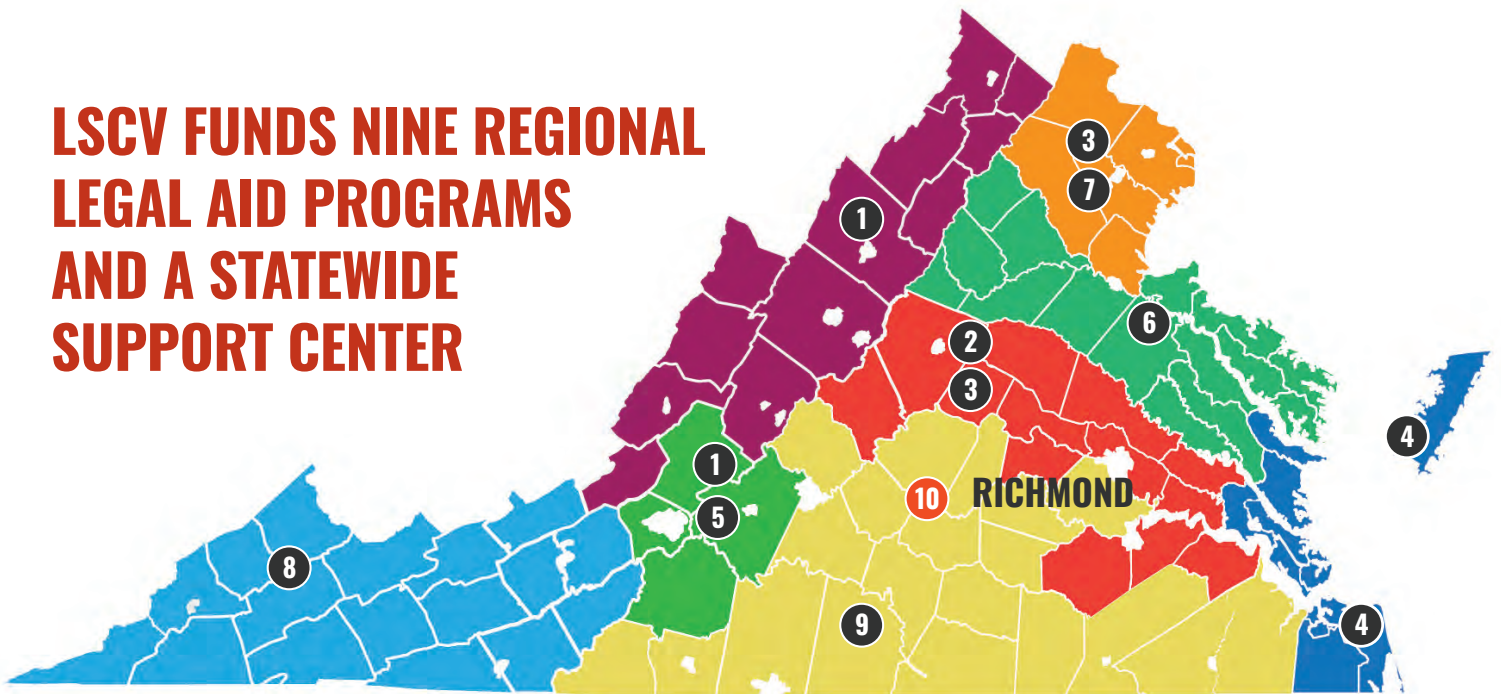 LSCV FUNDS NINE REGIONAL
LEGAL AID PROGRAMS
AND A STATEWIDE
SUPPORT CENTER
3
7
1
6
2
3
4
1
10 RICHMOND
5
8
9
4